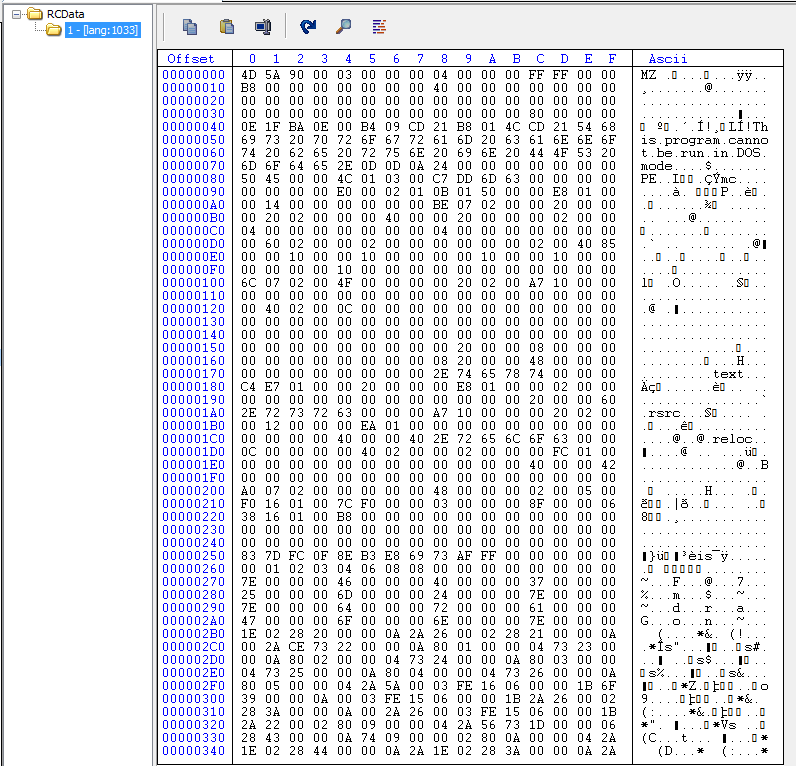 RCData
1 - [lang:1033]
Offset 0 1 2 3 4 5 6 7 8 9 A B C D E F Ascii
00000000 4D 5A 90 00 03 00 00 00 04 00 00 00 FF FF 00 00 MZ .▯...▯...ÿÿ..
00000010 B8 00 00 00 00 00 00 00 40 00 00 00 00 00 00 00 ¸.......@.......
00000020 00 00 00 00 00 00 00 00 00 00 00 00 00 00 00 00 ................
00000030 00 00 00 00 00 00 00 00 00 00 00 00 80 00 00 00 ............▮...
00000040 0E 1F BA 0E 00 B4 09 CD 21 B8 01 4C CD 21 54 68 ▯ º▯.´.Í!¸▯LÍ!Th
00000050 69 73 20 70 72 6F 67 72 61 6D 20 63 61 6E 6E 6F is.program.canno
00000060 74 20 62 65 20 72 75 6E 20 69 6E 20 44 4F 53 20 t.be.run.in.DOS.
00000070 6D 6F 64 65 2E 0D 0D 0A 24 00 00 00 00 00 00 00 mode....$.......
00000080 50 45 00 00 4C 01 03 00 C7 DD 6D 63 00 00 00 00 PE..L▯▯.ÇÝmc....
00000090 00 00 00 00 E0 00 02 01 0B 01 50 00 00 E8 01 00 ....à.▯▯▯▯P..è▯.
000000A0 00 14 00 00 00 00 00 00 BE 07 02 00 00 20 00 00 .▯......¾▯......
000000B0 00 20 02 00 00 00 40 00 00 20 00 00 00 02 00 00 ..▯...@......▯..
000000C0 04 00 00 00 00 00 00 00 04 00 00 00 00 00 00 00 ▯.......▯.......
000000D0 00 60 02 00 00 02 00 00 00 00 00 00 02 00 40 85 .`▯..▯......▯.@▮
000000E0 00 00 10 00 00 10 00 00 00 00 10 00 00 10 00 00 ..▯..▯....▯..▯..
000000F0 00 00 00 00 10 00 00 00 00 00 00 00 00 00 00 00 ....▯...........
00000100 6C 07 02 00 4F 00 00 00 00 20 02 00 A7 10 00 00 l▯▯.O.....▯.§▯..
00000110 00 00 00 00 00 00 00 00 00 00 00 00 00 00 00 00 ................
00000120 00 40 02 00 0C 00 00 00 00 00 00 00 00 00 00 00 .@▯.▮...........
00000130 00 00 00 00 00 00 00 00 00 00 00 00 00 00 00 00 ................
00000140 00 00 00 00 00 00 00 00 00 00 00 00 00 00 00 00 ................
00000150 00 00 00 00 00 00 00 00 00 20 00 00 08 00 00 00 ............▯...
00000160 00 00 00 00 00 00 00 00 08 20 00 00 48 00 00 00 ........▯...H...
00000170 00 00 00 00 00 00 00 00 2E 74 65 78 74 00 00 00 .........text...
00000180 C4 E7 01 00 00 20 00 00 00 E8 01 00 00 02 00 00 Äç▯......è▯..▯..
00000190 00 00 00 00 00 00 00 00 00 00 00 00 20 00 00 60 ...............`
000001A0 2E 72 73 72 63 00 00 00 A7 10 00 00 00 20 02 00 .rsrc...§▯....▯.
000001B0 00 12 00 00 00 EA 01 00 00 00 00 00 00 00 00 00 .▯...ê▯.........
000001C0 00 00 00 00 40 00 00 40 2E 72 65 6C 6F 63 00 00 ....@..@.reloc..
000001D0 0C 00 00 00 00 40 02 00 00 02 00 00 00 FC 01 00 ▮....@▯..▯...ü▯.
000001E0 00 00 00 00 00 00 00 00 00 00 00 00 40 00 00 42 ............@..B
000001F0 00 00 00 00 00 00 00 00 00 00 00 00 00 00 00 00 ................
00000200 A0 07 02 00 00 00 00 00 48 00 00 00 02 00 05 00 .▯▯.....H...▯.▯.
00000210 F0 16 01 00 7C F0 00 00 03 00 00 00 8F 00 00 06 ð▯▯.|ð..▯......▯
00000220 38 16 01 00 B8 00 00 00 00 00 00 00 00 00 00 00 8▯▯.¸...........
00000230 00 00 00 00 00 00 00 00 00 00 00 00 00 00 00 00 ................
00000240 00 00 00 00 00 00 00 00 00 00 00 00 00 00 00 00 ................
00000250 83 7D FC 0F 8E B3 E8 69 73 AF FF 00 00 00 00 00 ▮}ü▯▮³èis¯ÿ.....
00000260 00 01 02 03 04 06 08 08 00 00 00 00 00 00 00 00 .▯▯▯▯▯▯▯........
00000270 7E 00 00 00 46 00 00 00 40 00 00 00 37 00 00 00 ~...F...@...7...
00000280 25 00 00 00 6D 00 00 00 24 00 00 00 7E 00 00 00 %...m...$...~...
00000290 7E 00 00 00 64 00 00 00 72 00 00 00 61 00 00 00 ~...d...r...a...
000002A0 47 00 00 00 6F 00 00 00 6E 00 00 00 7E 00 00 00 G...o...n...~...
000002B0 1E 02 28 20 00 00 0A 2A 26 00 02 28 21 00 00 0A (....*&. (!...
000002C0 00 2A CE 73 22 00 00 0A 80 01 00 00 04 73 23 00 .*Îs"...▮▯..▯s#.
000002D0 00 0A 80 02 00 00 04 73 24 00 00 0A 80 03 00 00 ..▮▯..▯s$...▮▯..
000002E0 04 73 25 00 00 0A 80 04 00 00 04 73 26 00 00 0A ▯s%...▮▯..▯s&...
000002F0 80 05 00 00 04 2A 5A 00 03 FE 16 06 00 00 1B 6F ▮▯..▯*Z.▯þ▯▯..▯o
00000300 39 00 00 0A 00 03 FE 15 06 00 00 1B 2A 26 00 02 9....▯þ▯▯..▯*&.
00000310 28 3A 00 00 0A 00 2A 26 00 03 FE 15 06 00 00 1B (:....*&.▯þ▯▯..▯
00000320 2A 22 00 02 80 09 00 00 04 2A 56 73 1D 00 00 06 *". ▮...▯*Vs ..▯
00000330 28 43 00 00 0A 74 09 00 00 02 80 0A 00 00 04 2A (C...t.... ▮...▯*
00000340 1E 02 28 44 00 00 0A 2A 1E 02 28 3A 00 00 0A 2A (D...* (:...*